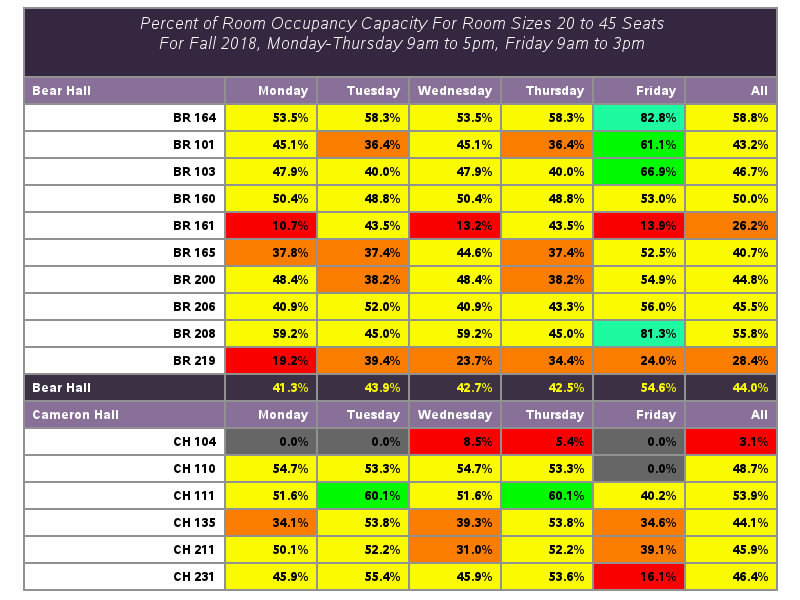 Percent of Room Occupancy Capacity For Room Sizes 20 to 45 Seats
For Fall 2018, Monday-Thursday 9am to 5pm, Friday 9am to 3pm
Bear Hall Monday Tuesday Wednesday Thursday Friday All
BR 164 53.5% 58.3% 53.5% 58.3% 82.8% 58.8%
BR 101 45.1% 36.4% 45.1% 36.4% 61.1% 43.2%
BR 103 47.9% 40.0% 47.9% 40.0% 66.9% 46.7%
BR 160 50.4% 48.8% 50.4% 48.8% 53.0% 50.0%
BR 161 10.7% 43.5% 13.2% 43.5% 13.9% 26.2%
BR 165 37.8% 37.4% 44.6% 37.4% 52.5% 40.7%
BR 200 48.4% 38.2% 48.4% 38.2% 54.9% 44.8%
BR 206 40.9% 52.0% 40.9% 43.3% 56.0% 45.5%
BR 208 59.2% 45.0% 59.2% 45.0% 81.3% 55.8%
BR 219 19.2% 39.4% 23.7% 34.4% 24.0% 28.4%
Bear Hall 41.3% 43.9% 42.7% 42.5% 54.6% 44.0%
Cameron Hall Monday Tuesday Wednesday Thursday Friday All
CH 104 0.0% 0.0% 8.5% 5.4% 0.0% 3.1%
CH 110 54.7% 53.3% 54.7% 53.3% 0.0% 48.7%
CH 111 51.6% 60.1% 51.6% 60.1% 40.2% 53.9%
CH 135 34.1% 53.8% 39.3% 53.8% 34.6% 44.1%
CH 211 50.1% 52.2% 31.0% 52.2% 39.1% 45.9%
CH 231 45.9% 55.4% 45.9% 53.6% 16.1% 46.4%